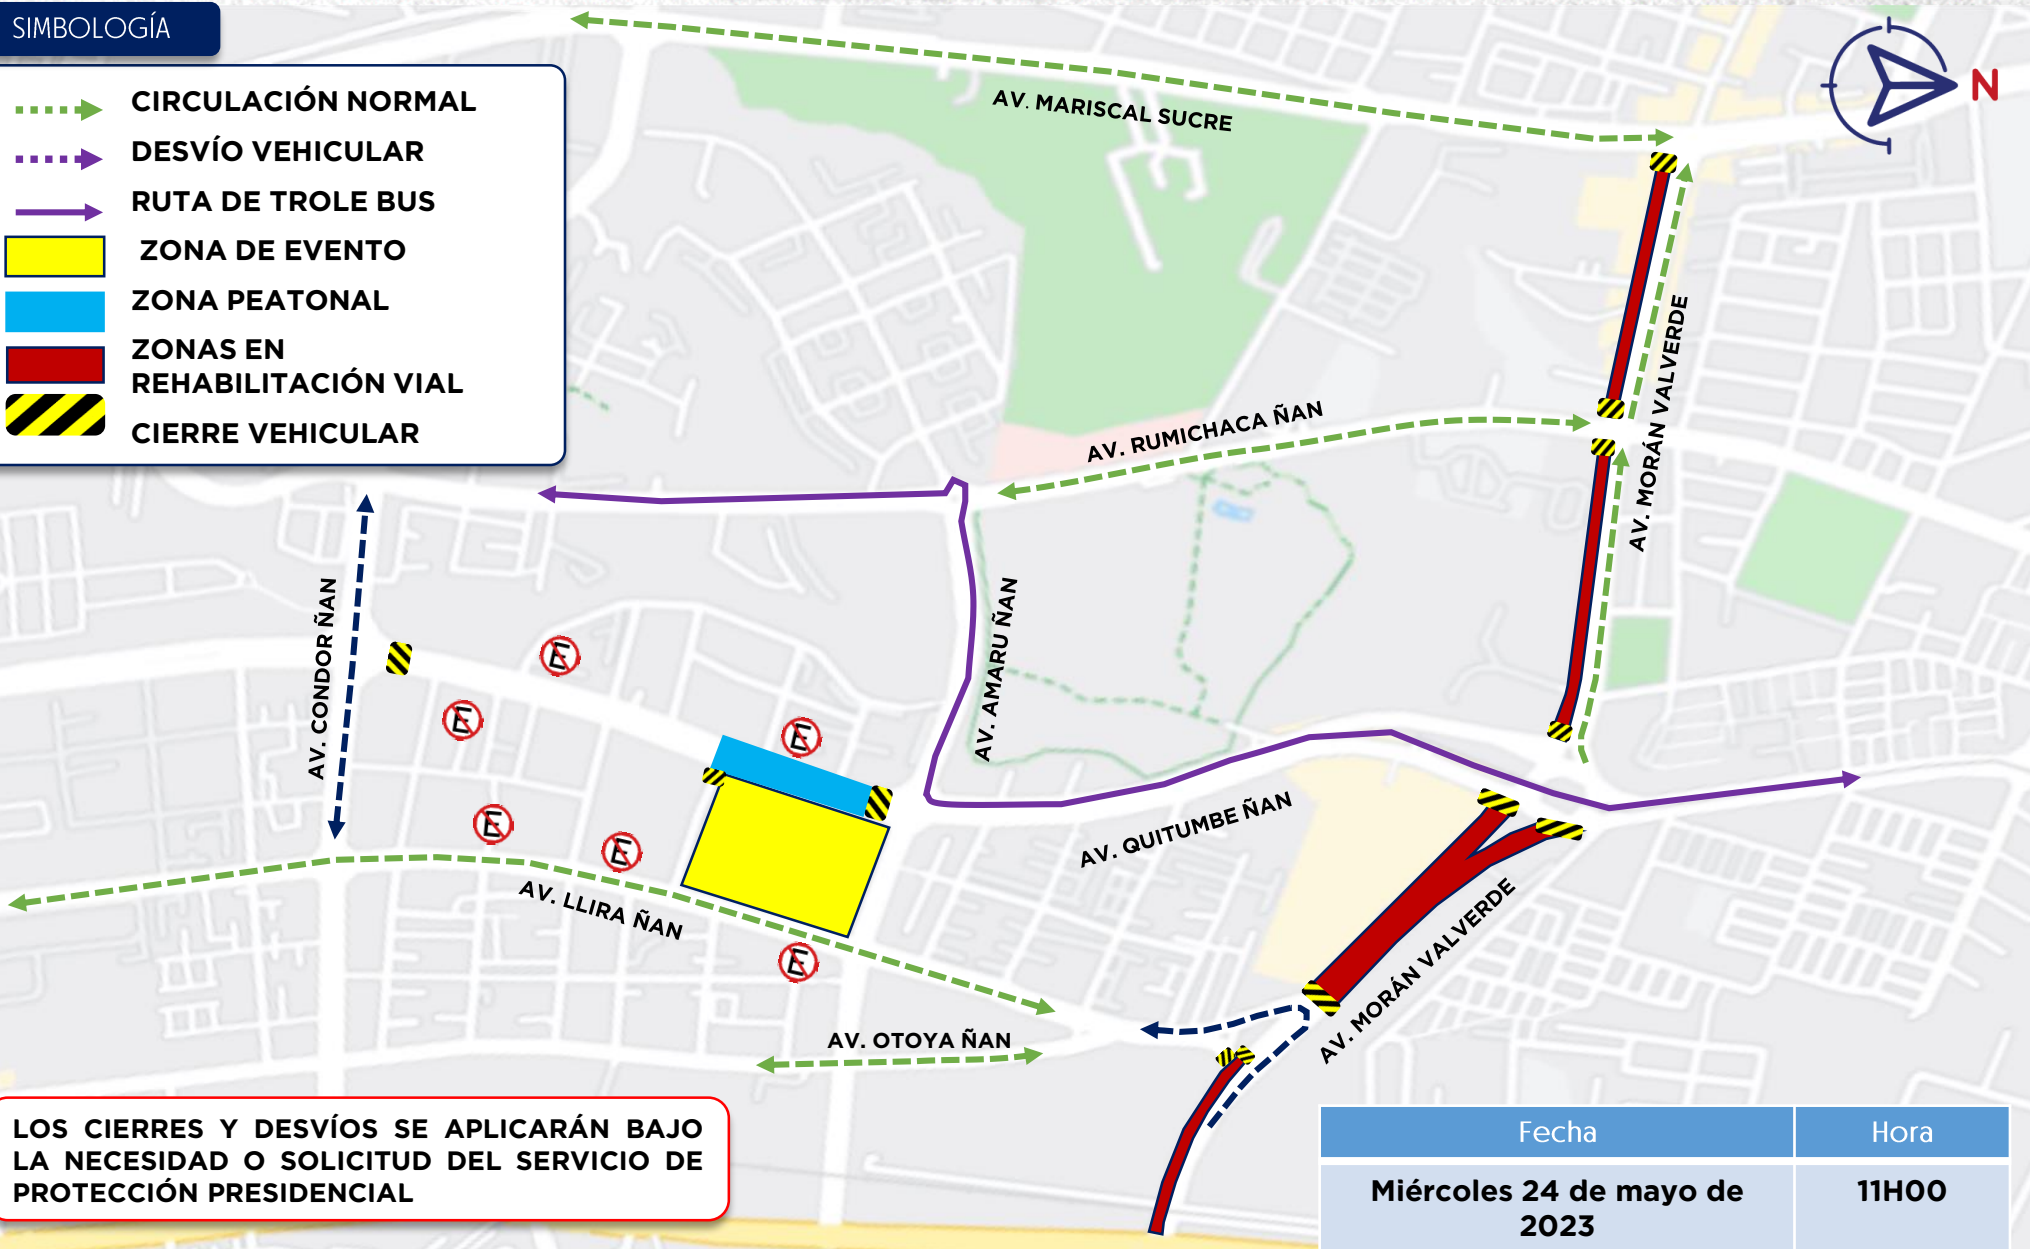 SIMBOLOGÍA
CIRCULACIÓN NORMAL
DESVÍO VEHICULAR
RUTA DE TROLE BUS
ZONA DE EVENTO
ZONA PEATONAL
ZONAS EN
REHABILITACIÓN VIAL
CIERRE VEHICULAR
N
AV. MARISCAL SUCRE
AV. RUMICHACA ÑAN
AV. MORÁN VALVERDE
AV. MORÁN VALVERDE
AV. CONDOR ÑAN
AV. AMARU ÑAN
E
E
E
E
E
E
AV. QUITUMBE ÑAN
AV. LLIRA ÑAN
AV. MORÁN VALVERDE
AV. OTOYA ÑAN
LOS CIERRES Y DESVÍOS SE APLICARÁN BAJO
LA NECESIDAD O SOLICITUD DEL SERVICIO DE
PROTECCIÓN PRESIDENCIAL
Fecha Hora
Miércoles 24 de mayo de 11H00
2023